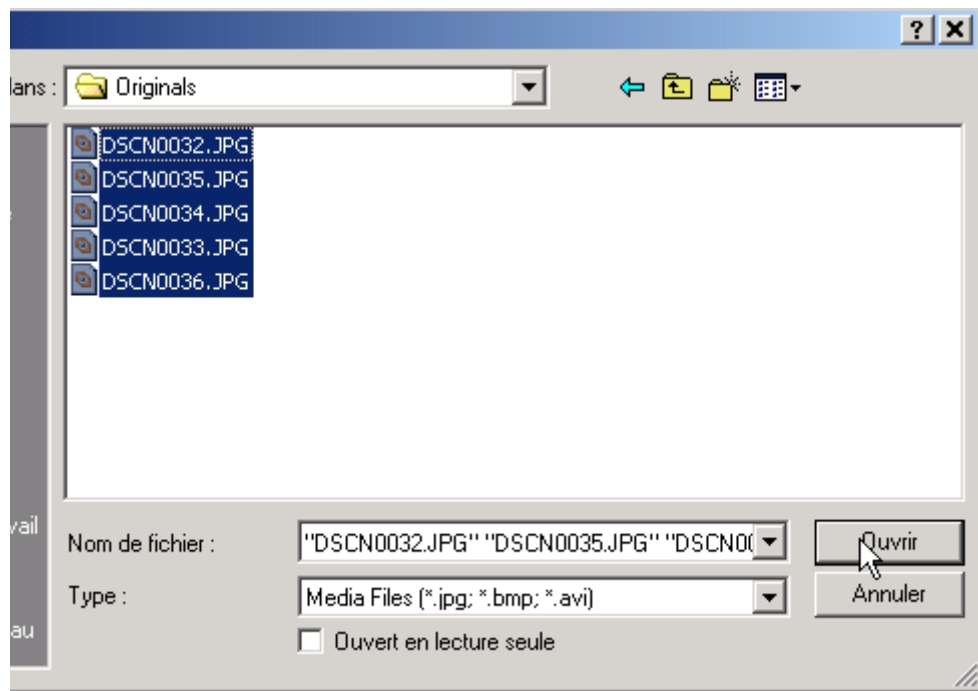 lans :
Originals
DSCN0032.JPG
DSCN0035.JPG
DSCN0034.JPG
DSCN0033.JPG
DSCN0036.JPG
vail
au
Nom de fichier :
"DSCN0032.JPG" "DSCN0035.JPG" "DSCN0(
Ouvrir
Type :
Media Files (*.jpg; *.bmp; *.avi)
Annuler
Ouvert en lecture seule